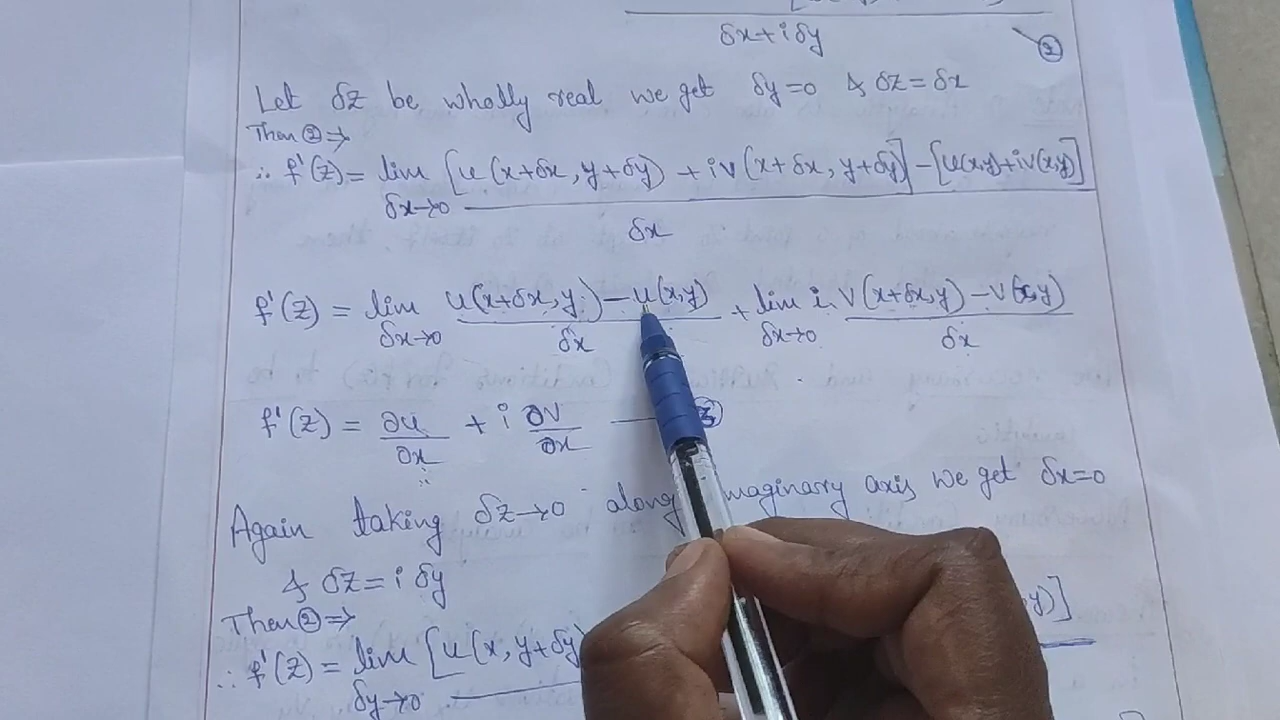 δx+iδy
②
Let δz be wholly real we get δy=0 & δz=δx
Then ②⇒
∴ f'(z)= lim [u(x+δx, y+δy) + iv(x+δx, y+δy)] −[u(x,y)+iv(x,y)]
δx→0
δx
f'(z) = lim u(x+δx, y) − u(x,y) + lim i v(x+δx, y) − v(x,y)
δx→0 δx δx→0 δx
f'(z) = ∂u + i ∂v — ③
∂x ∂x
Again taking δz→0 along imaginary axis we get δx=0
& δz = i δy
Then ②⇒
∴ f'(z) = lim [u(x, y+δy) y)]
δy→0